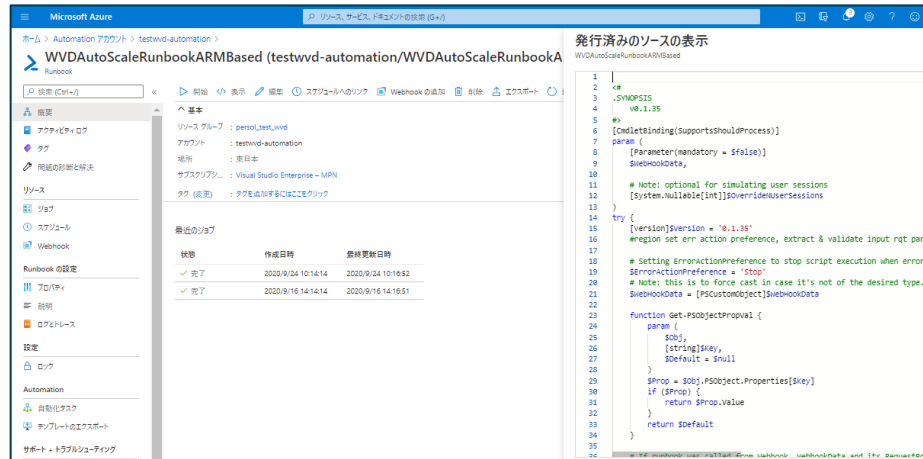 Microsoft Azure
リソース、サービス、ドキュメントの検索 (G+/)
ホーム > Automation アカウント > testwvd-automation >
WVDAutoScaleRunbookARMBased (testwvd-automation/WVDAutoScaleRunbookA
Runbook
検索 (Ctrl+/)
«
開始
表示
編集
スケジュールへのリンク
Webhook の追加
削除
エクスポート
概要
アクティビティ ログ
タグ
問題の診断と解決
リソース
ジョブ
スケジュール
Webhook
Runbook の設定
プロパティ
説明
ログとトレース
設定
ロック
Automation
自動化タスク
テンプレートのエクスポート
サポート + トラブルシューティング
基本
リソース グループ : persol_test_wvd
アカウント : testwvd-automation
場所 : 東日本
サブスクリプシ... : Visual Studio Enterprise – MPN
タグ (変更) : タグを追加するにはここをクリック
最近のジョブ
状態 作成日時 最終更新日時
完了 2020/9/24 10:14:14 2020/9/24 10:16:52
完了 2020/9/16 14:14:14 2020/9/16 14:16:51
発行済みのソースの表示
WVDAutoScaleRunbookARMBased
1
2 <#
3 .SYNOPSIS
4 v0.1.35
5 #>
6 [CmdletBinding(SupportsShouldProcess)]
7 param (
8 [Parameter(mandatory = $false)]
9 $WebHookData,
10
11 # Note: optional for simulating user sessions
12 [System.Nullable[int]]$OverrideNUserSessions
13 )
14 try {
15 [version]$Version = '0.1.35'
16 #region set err action preference, extract & validate input rqt par
17
18 # Setting ErrorActionPreference to stop script execution when error
19 $ErrorActionPreference = 'Stop'
20 # Note: this is to force cast in case it's not of the desired type.
21 $WebHookData = [PSCustomObject]$WebHookData
22
23 function Get-PSObjectPropVal {
24 param (
25 $Obj,
26 [string]$Key,
27 $Default = $null
28 )
29 $Prop = $Obj.PSObject.Properties[$Key]
30 if ($Prop) {
31 return $Prop.Value
32 }
33 return $Default
34 }
35
36 # If runbook was called from Webhook, WebhookData and its RequestBo